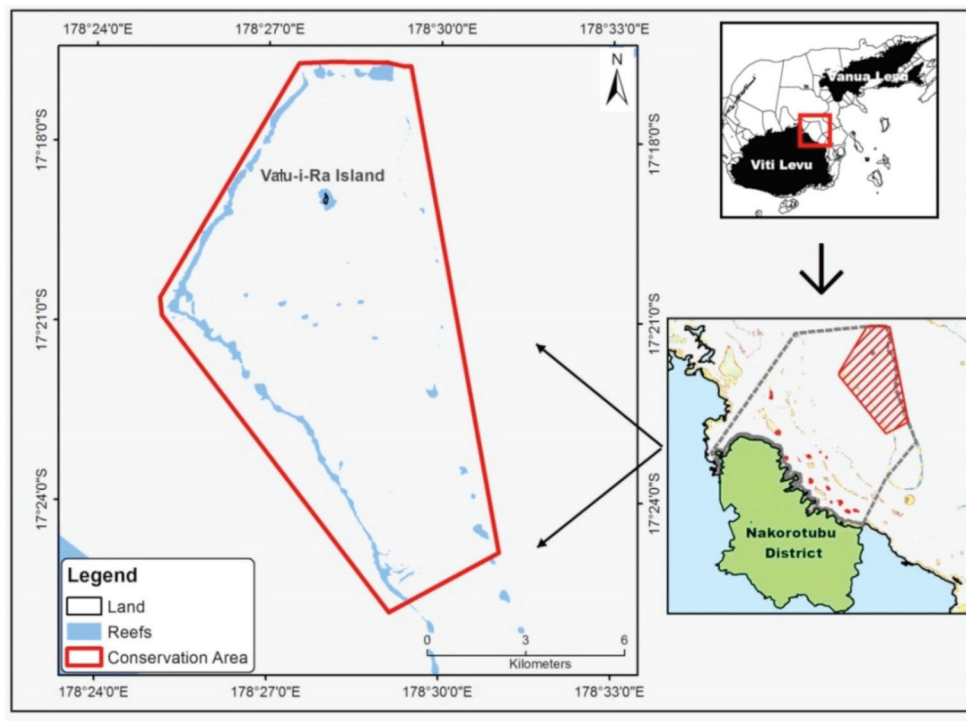 178°24'0"E
178°27'0"E
178°30'0"E
178°33'0"E
N
17°18'0"S
17°18'0"S
17°21'0"S
17°21'0"S
17°24'0"S
17°24'0"S
Vatu-i-Ra Island
Legend
Land
Reefs
Conservation Area
0 3 6
Kilometers
178°24'0"E
178°27'0"E
178°30'0"E
178°33'0"E
Vanua Levu
Viti Levu
Nakorotubu
District